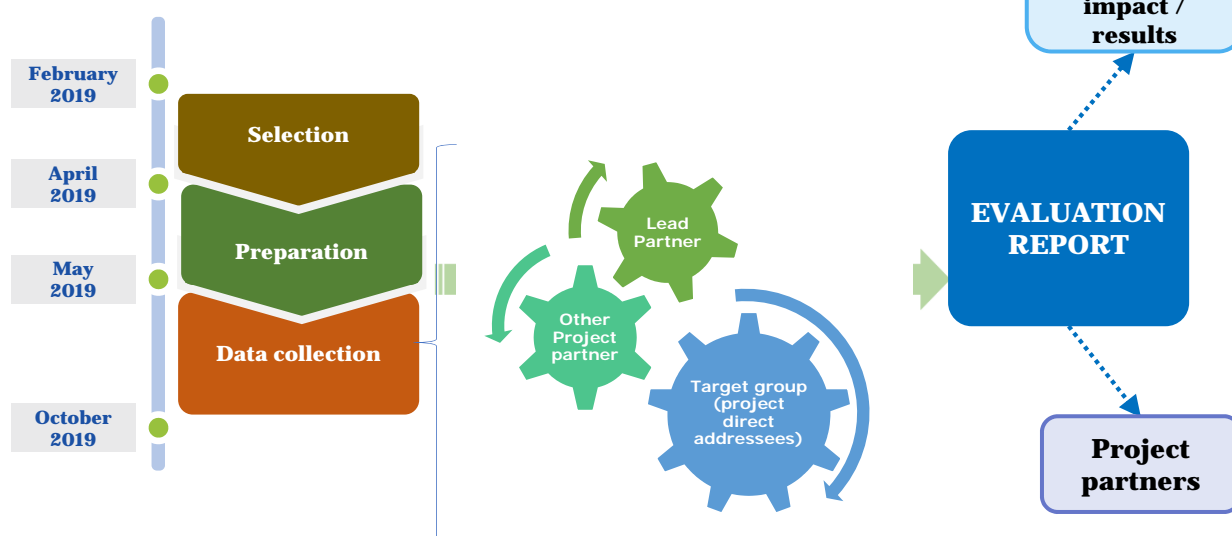 February
2019
April
2019
May
2019
October
2019
Selection
Preparation
Data collection
Lead
Partner
Other
Project
partner
Target group
(project
direct
addressees)
impact /
results
EVALUATION
REPORT
Project
partners